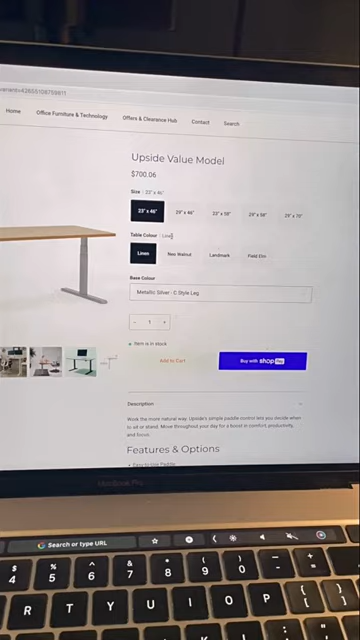 Home Office Furniture & Technology Offers & Clearance Hub Contact Search
Upside Value Model
$700.06
Size : 23" x 46"
23" x 46" 29" x 46" 23" x 58" 29" x 58" 29" x 70"
Table Colour : Linen
Linen Neo Walnut Landmark Field Elm
Base Colour
Metallic Silver : C Style Leg
- 1 +
Item is in stock
Add to Cart
Buy with shop Pay
Description
Work the more natural way. Upside's simple paddle control lets you decide when
to sit or stand. Move throughout your day for a boost in comfort, productivity,
and focus.
Features & Options
Easy-to-Use Paddle
MacBook Pro
Search or type URL
$ % ^ & * ( ) — +
4 5 6 7 8 9 0 - =
R T Y U I O P { }
[ ]
J K L : "